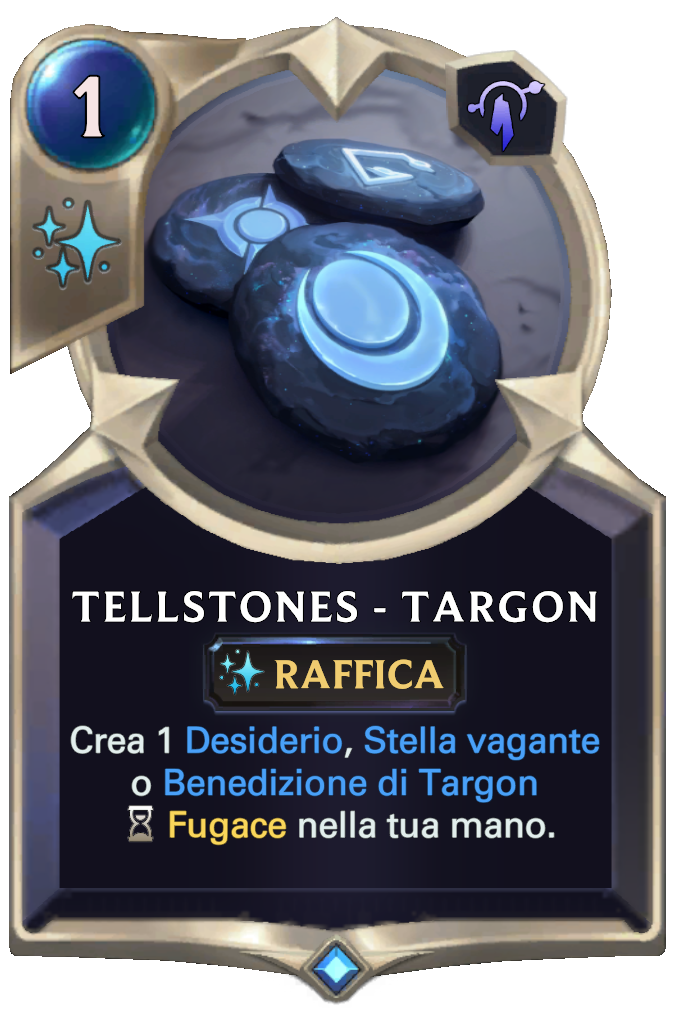 1
TELLSTONES - TARGON
RAFFICA
Crea 1 Desiderio, Stella vagante
o Benedizione di Targon
Fugace nella tua mano.